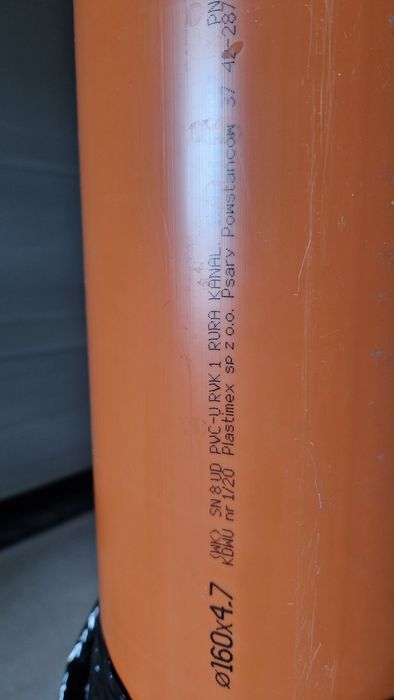 ø160x4.7
⟨WK⟩ SN 8 UD PVC-U RVK 1 RURA KANAL. PN
KDWU nr 1/20 Plastimex sp z o.o. Psary Powstańców 37 42-287